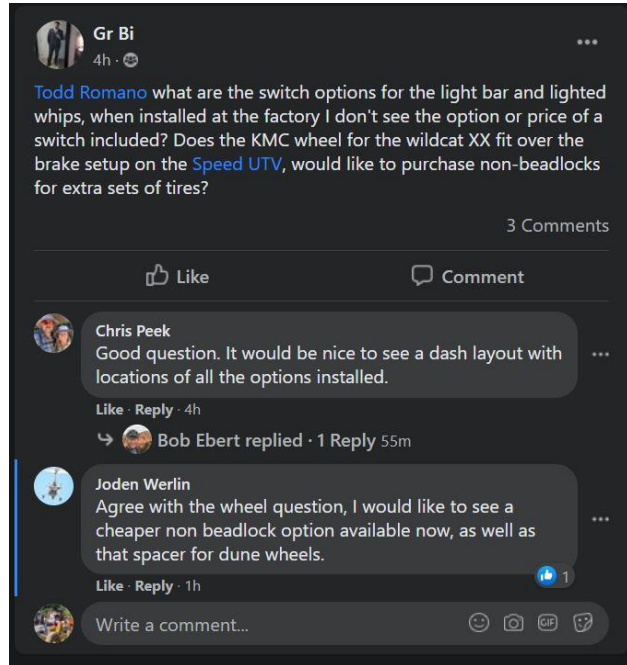 Gr Bi
4h ·
Todd Romano what are the switch options for the light bar and lighted
whips, when installed at the factory I don't see the option or price of a
switch included? Does the KMC wheel for the wildcat XX fit over the
brake setup on the Speed UTV, would like to purchase non-beadlocks
for extra sets of tires?
3 Comments
Like
Comment
Chris Peek
Good question. It would be nice to see a dash layout with
locations of all the options installed.
Like · Reply · 4h
Bob Ebert replied · 1 Reply 55m
Joden Werlin
Agree with the wheel question, I would like to see a
cheaper non beadlock option available now, as well as
that spacer for dune wheels.
1
Like · Reply · 1h
Write a comment...
GIF